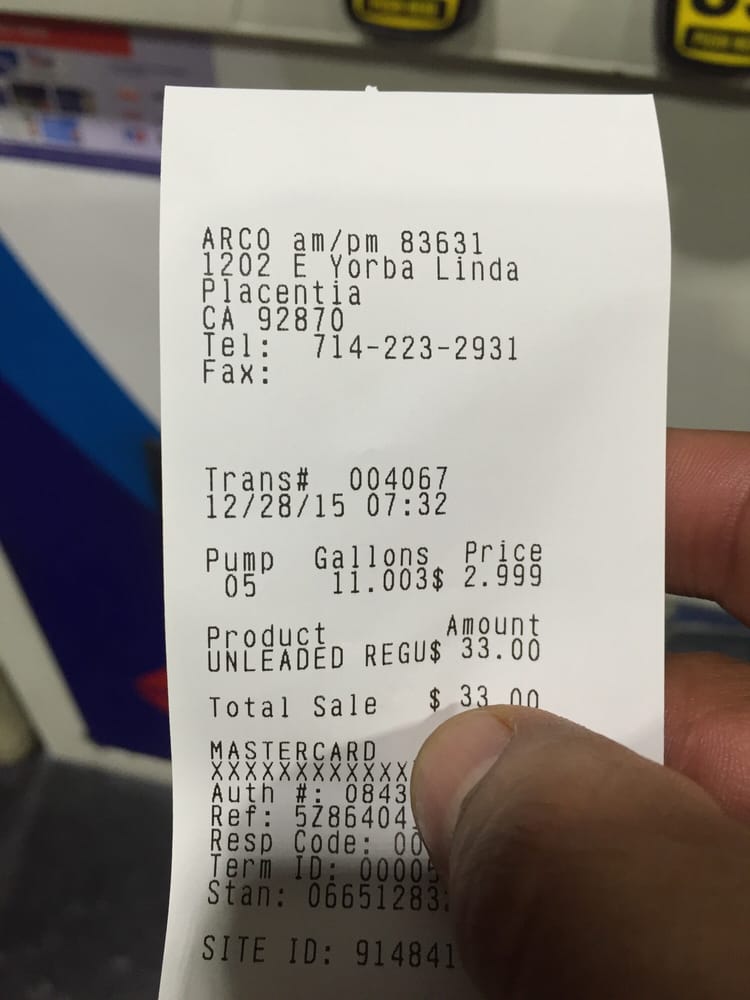 ARCO am/pm 83631
1202 E Yorba Linda
Placentia
CA 92870
Tel: 714-223-2931
Fax:
Trans# 004067
12/28/15 07:32
Pump Gallons Price
05 11.003$ 2.999
Product Amount
UNLEADED REGU$ 33.00
Total Sale $ 33.00
MASTERCARD
XXXXXXXXXXXX
Auth #: 0843
Ref: 5Z86404
Resp Code: 00
Term ID: 00005
Stan: 06651283
SITE ID: 914841